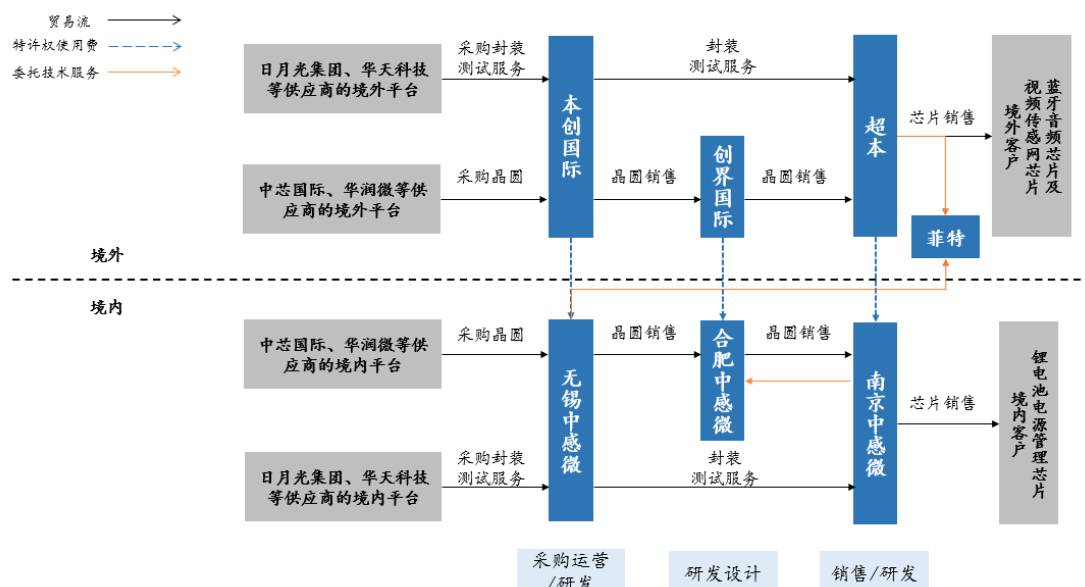 贸易流
特许权使用费
委托技术服务
日月光集团、华天科技
等供应商的境外平台
采购封装
测试服务
本创国际
封装
测试服务
超本
芯片销售
蓝牙音频芯片及
视频传感网芯片
境外客户
中芯国际、华润微等供
应商的境外平台
采购晶圆
晶圆销售
创界国际
晶圆销售
菲特
境外
境内
中芯国际、华润微等供
应商的境内平台
采购晶圆
无锡中感微
晶圆销售
合肥中感微
晶圆销售
南京中感微
芯片销售
锂电池电源管理芯片
境内客户
日月光集团、华天科技
等供应商的境内平台
采购封装
测试服务
封装
测试服务
采购运营
/研发
研发设计
销售/研发